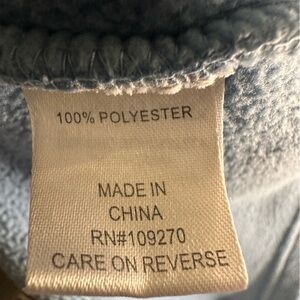 100% POLYESTER
MADE IN
CHINA
RN#109270
CARE ON REVERSE